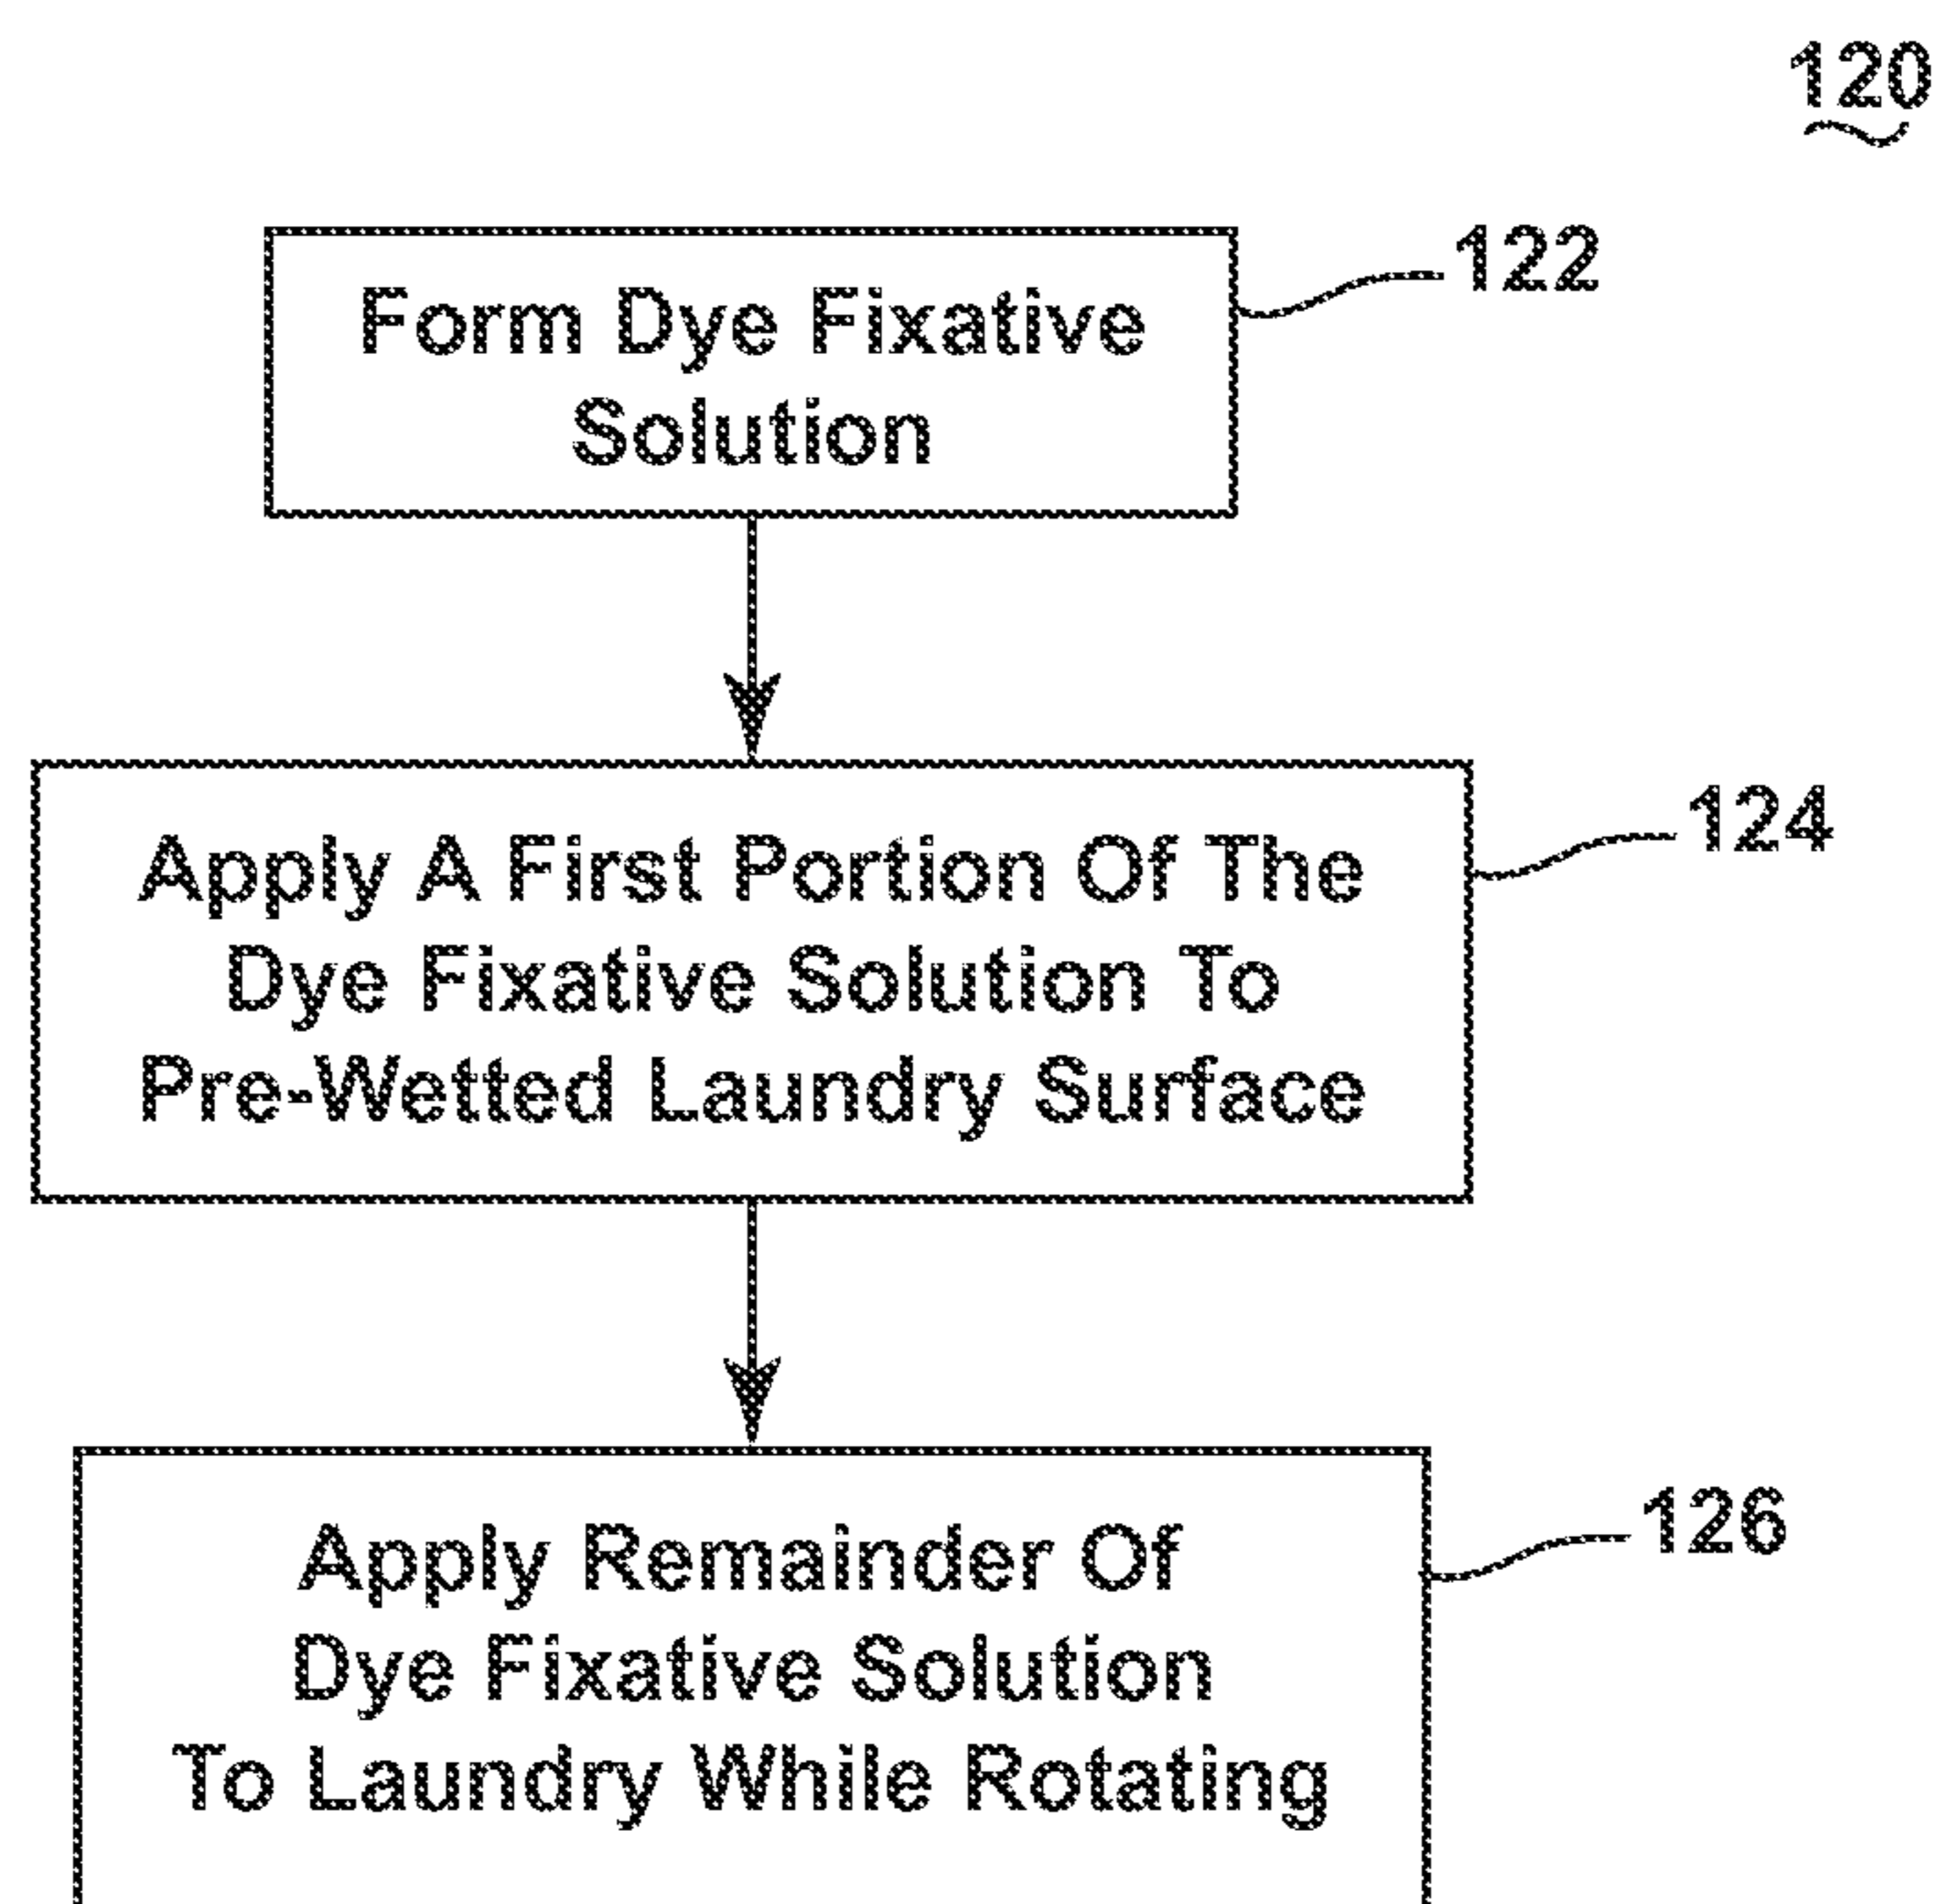 120
Form Dye Fixative
Solution
122
Apply A First Portion Of The
Dye Fixative Solution To
Pre-Wetted Laundry Surface
124
Apply Remainder Of
Dye Fixative Solution
To Laundry While Rotating
126